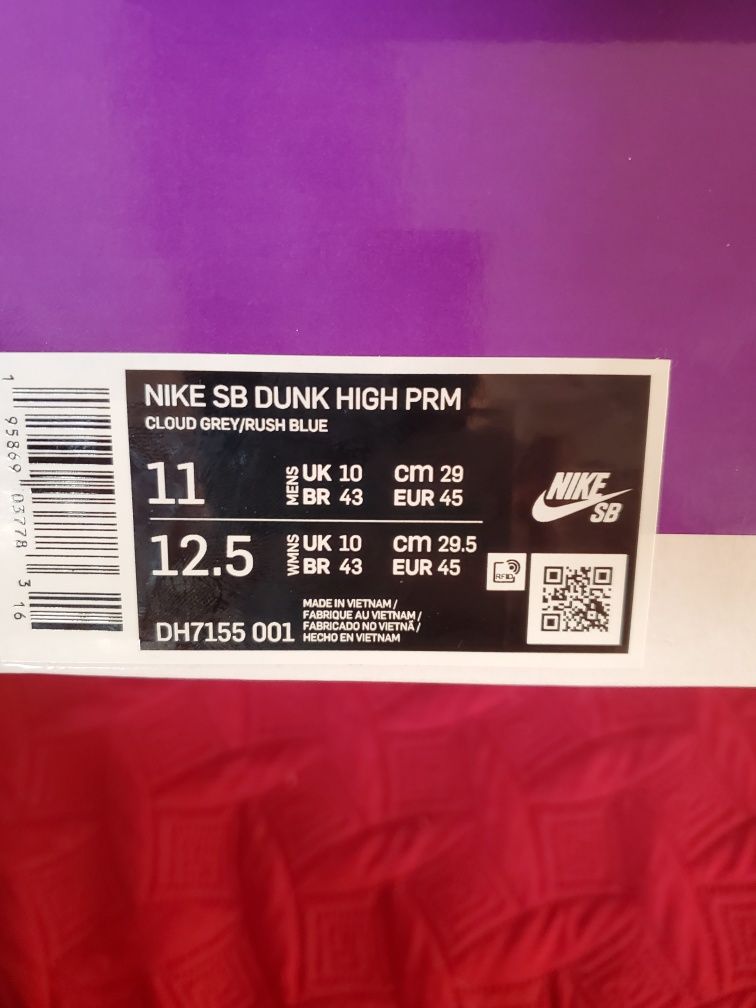 NIKE SB DUNK HIGH PRM
CLOUD GREY/RUSH BLUE
11
MENS
UK 10 cm 29
BR 43 EUR 45
12.5
WMNS
UK 10 cm 29.5
BR 43 EUR 45
DH7155 001
MADE IN VIETNAM /
FABRIQUE AU VIETNAM /
FABRICADO NO VIETNÃ /
HECHO EN VIETNAM
RFID
NIKE
SB
1 95869 03778 3 16